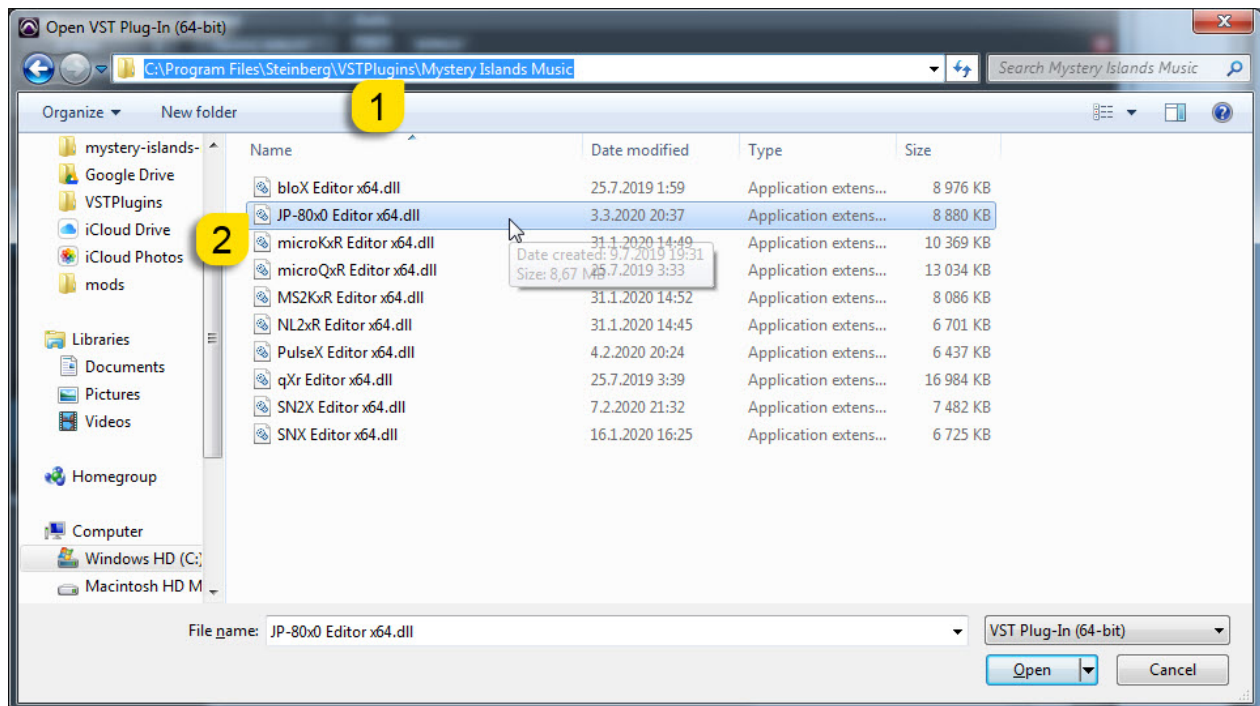 Open VST Plug-In (64-bit)
C:\Program Files\Steinberg\VSTPlugins\Mystery Islands Music
Search Mystery Islands Music
1
Organize
New folder
mystery-islands-
Google Drive
VSTPlugins
iCloud Drive
iCloud Photos
mods
Libraries
Documents
Pictures
Videos
Homegroup
Computer
Windows HD (C:)
Macintosh HD M
2
Name Date modified Type Size
bloX Editor x64.dll 25.7.2019 1:59 Application extens... 8 976 KB
JP-80x0 Editor x64.dll 3.3.2020 20:37 Application extens... 8 880 KB
microKxR Editor x64.dll 31.1.2020 14:49 Application extens... 10 369 KB
microQxR Editor x64.dll 25.7.2019 3:33 Application extens... 13 034 KB
MS2KxR Editor x64.dll 31.1.2020 14:52 Application extens... 8 086 KB
NL2xR Editor x64.dll 31.1.2020 14:45 Application extens... 6 701 KB
PulseX Editor x64.dll 4.2.2020 20:24 Application extens... 6 437 KB
qXr Editor x64.dll 25.7.2019 3:39 Application extens... 16 984 KB
SN2X Editor x64.dll 7.2.2020 21:32 Application extens... 7 482 KB
SNX Editor x64.dll 16.1.2020 16:25 Application extens... 6 725 KB
Date created: 9.7.2019 19:31
Size: 8,67 MB
File name: JP-80x0 Editor x64.dll
VST Plug-In (64-bit)
Open
Cancel